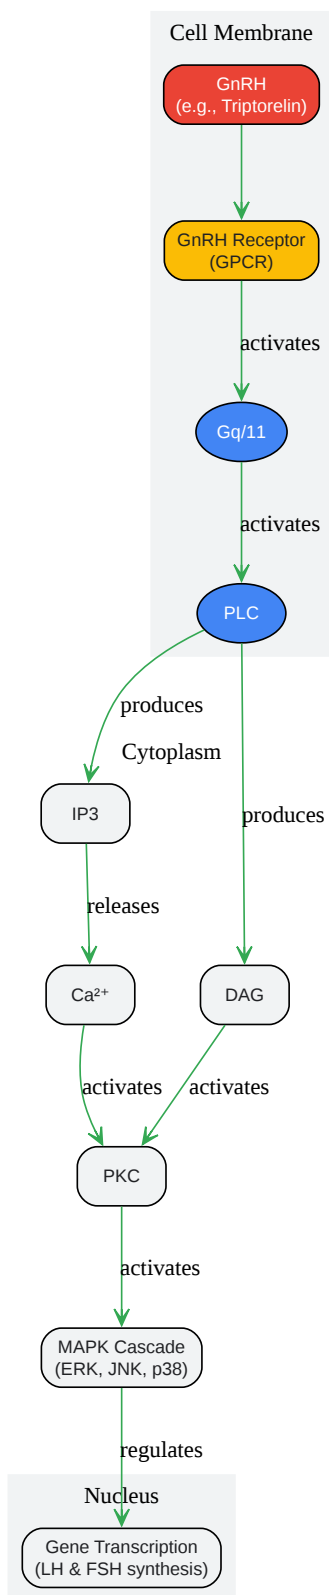 Cell Membrane
GnRH
(e.g., Triptorelin)
GnRH Receptor
(GPCR)
activates
Gq/11
activates
PLC
produces
Cytoplasm
IP3
produces
releases
Ca²⁺
DAG
activates
activates
PKC
activates
MAPK Cascade
(ERK, JNK, p38)
regulates
Nucleus
Gene Transcription
(LH & FSH synthesis)